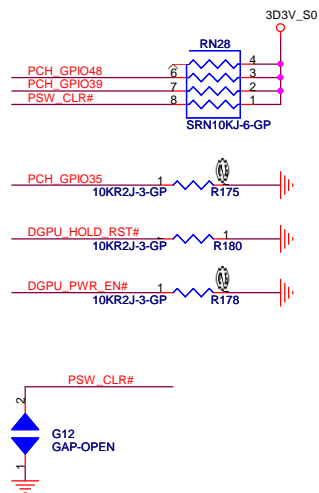 3D3V_S0
RN28
4
PCH_GPIO48 6 3
PCH_GPIO39 7 2
PSW_CLR# 8 1
SRN10KJ-6-GP
PCH_GPIO35 1
10KR2J-3-GP R175
DGPU_HOLD_RST# 1
10KR2J-3-GP R180
DGPU_PWR_EN# 1
10KR2J-3-GP R178
PSW_CLR#
2
G12
GAP-OPEN
1